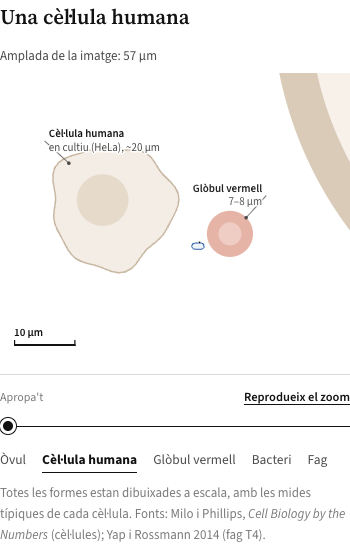 Una cèl·lula humana
Amplada de la imatge: 57 µm
Cèl·lula humana
en cultiu (HeLa), ~20 µm
Glòbul vermell
7–8 µm
10 µm
Apropa't
Reprodueix el zoom
Òvul Cèl·lula humana Glòbul vermell Bacteri Fag
Totes les formes estan dibuixades a escala, amb les mides
típiques de cada cèl·lula. Fonts: Milo i Phillips, Cell Biology by the
Numbers (cèl·lules); Yap i Rossmann 2014 (fag T4).